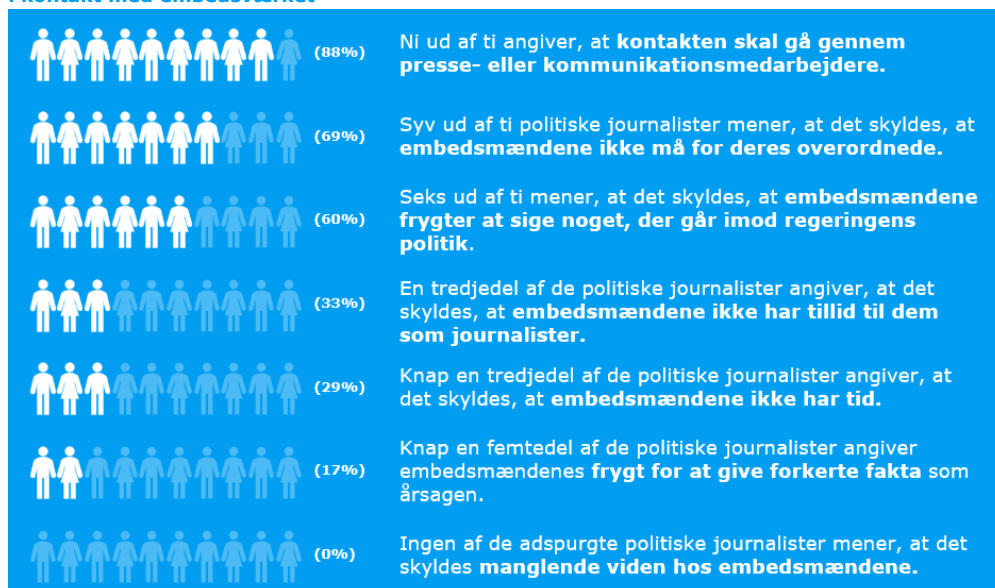 i kontakt med embedsværket
(88%)
Ni ud af ti angiver, at kontakten skal gå gennem
presse- eller kommunikationsmedarbejdere.
(69%)
Syv ud af ti politiske journalister mener, at det skyldes, at
embedsmændene ikke må for deres overordnede.
(60%)
Seks ud af ti mener, at det skyldes, at embedsmændene
frygter at sige noget, der går imod regeringens
politik.
(33%)
En tredjedel af de politiske journalister angiver, at det
skyldes, at embedsmændene ikke har tillid til dem
som journalister.
(29%)
Knap en tredjedel af de politiske journalister angiver, at
det skyldes, at embedsmændene ikke har tid.
(17%)
Knap en femtedel af de politiske journalister angiver
embedsmændenes frygt for at give forkerte fakta som
årsagen.
(0%)
Ingen af de adspurgte politiske journalister mener, at det
skyldes manglende viden hos embedsmændene.